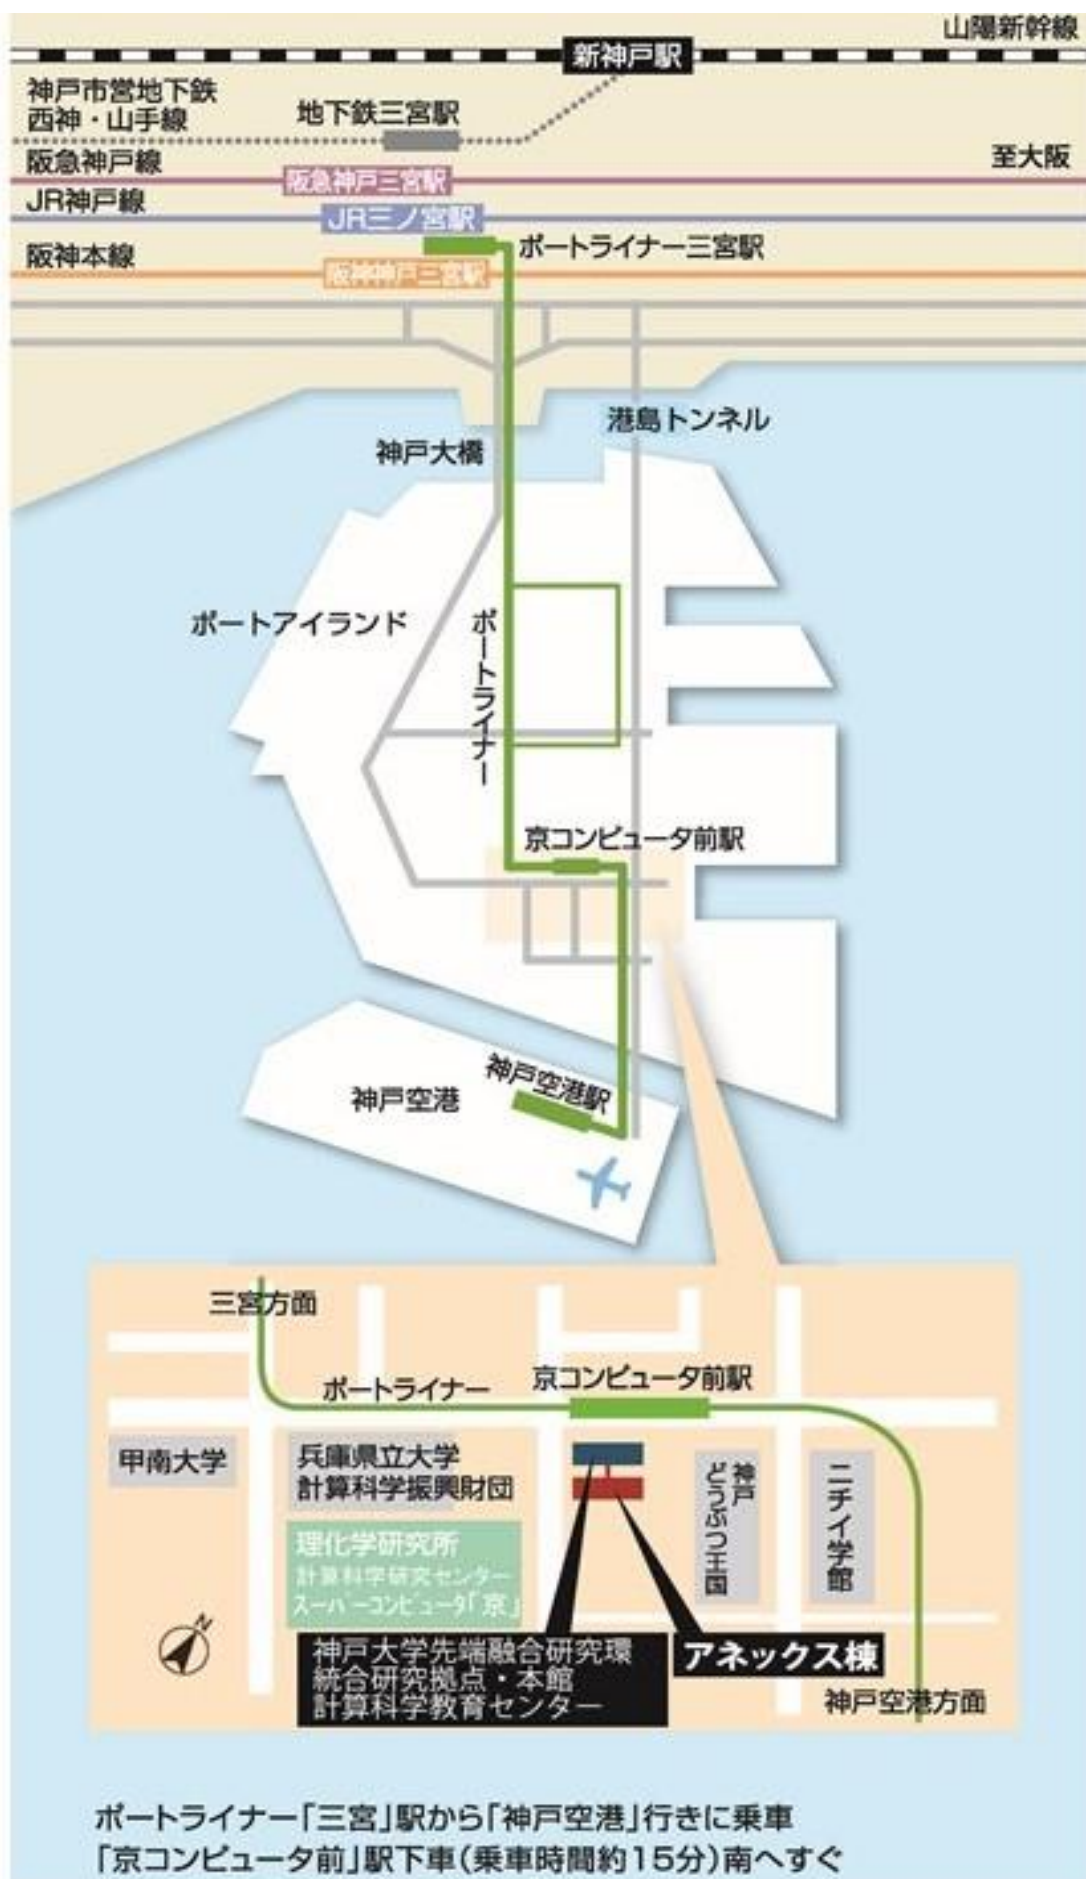 山陽新幹線
新神戸駅
神戸市営地下鉄
西神・山手線
地下鉄三宮駅
阪急神戸線
至大阪
阪急神戸三宮駅
JR神戸線
JR三ノ宮駅
ポートライナー三宮駅
阪神本線
阪神神戸三宮駅
港島トンネル
神戸大橋
ポートアイランド
ポートライナー
京コンピュータ前駅
神戸空港駅
神戸空港
三宮方面
ポートライナー
京コンピュータ前駅
甲南大学
兵庫県立大学
計算科学振興財団
神戸
どうぶつ王国
ニチイ学館
理化学研究所
計算科学研究センター
スーパーコンピュータ「京」
N
神戸大学先端融合研究環
統合研究拠点・本館
計算科学教育センター
アネックス棟
神戸空港方面
ポートライナー「三宮」駅から「神戸空港」行きに乗車
「京コンピュータ前」駅下車(乗車時間約15分)南へすぐ